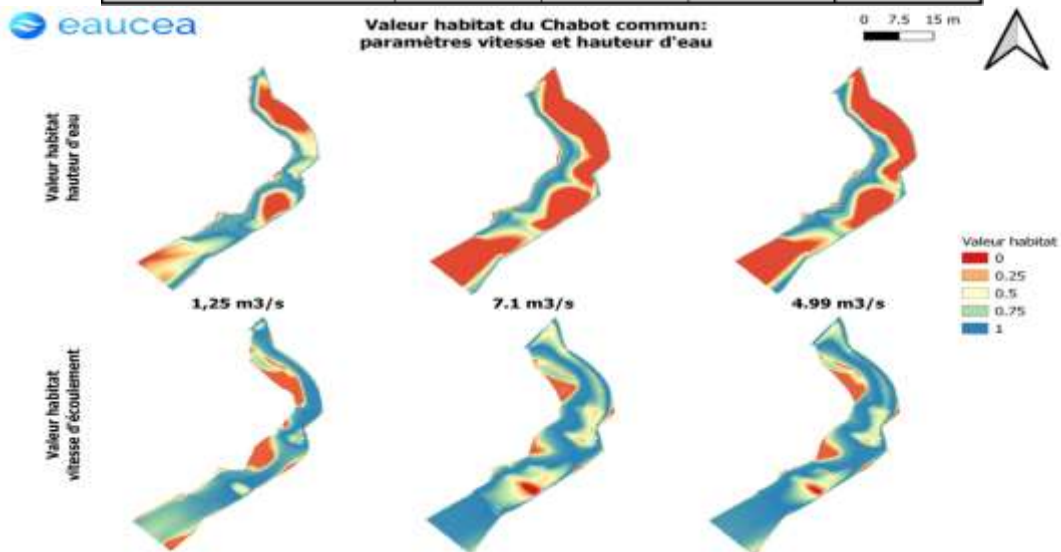 eaucea
Valeur habitat du Chabot commun:
paramètres vitesse et hauteur d'eau
0 7.5 15 m
Valeur habitat
hauteur d'eau
1,25 m3/s
7.1 m3/s
4.99 m3/s
Valeur habitat
0
0.25
0.5
0.75
1
Valeur habitat
vitesse d'écoulement